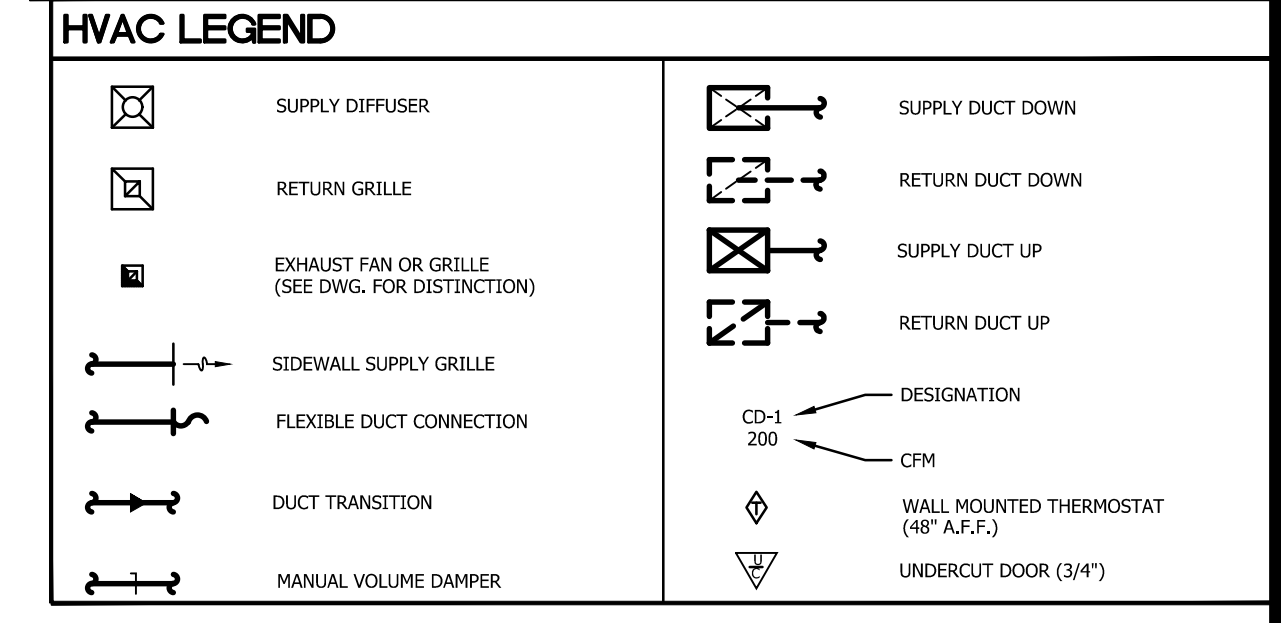 HVAC LEGEND
SUPPLY DIFFUSER
RETURN GRILLE
EXHAUST FAN OR GRILLE
(SEE DWG. FOR DISTINCTION)
SIDEWALL SUPPLY GRILLE
FLEXIBLE DUCT CONNECTION
DUCT TRANSITION
MANUAL VOLUME DAMPER
SUPPLY DUCT DOWN
RETURN DUCT DOWN
SUPPLY DUCT UP
RETURN DUCT UP
DESIGNATION
CD-1
200
CFM
T
WALL MOUNTED THERMOSTAT
(48" A.F.F.)
U
C
UNDERCUT DOOR (3/4")